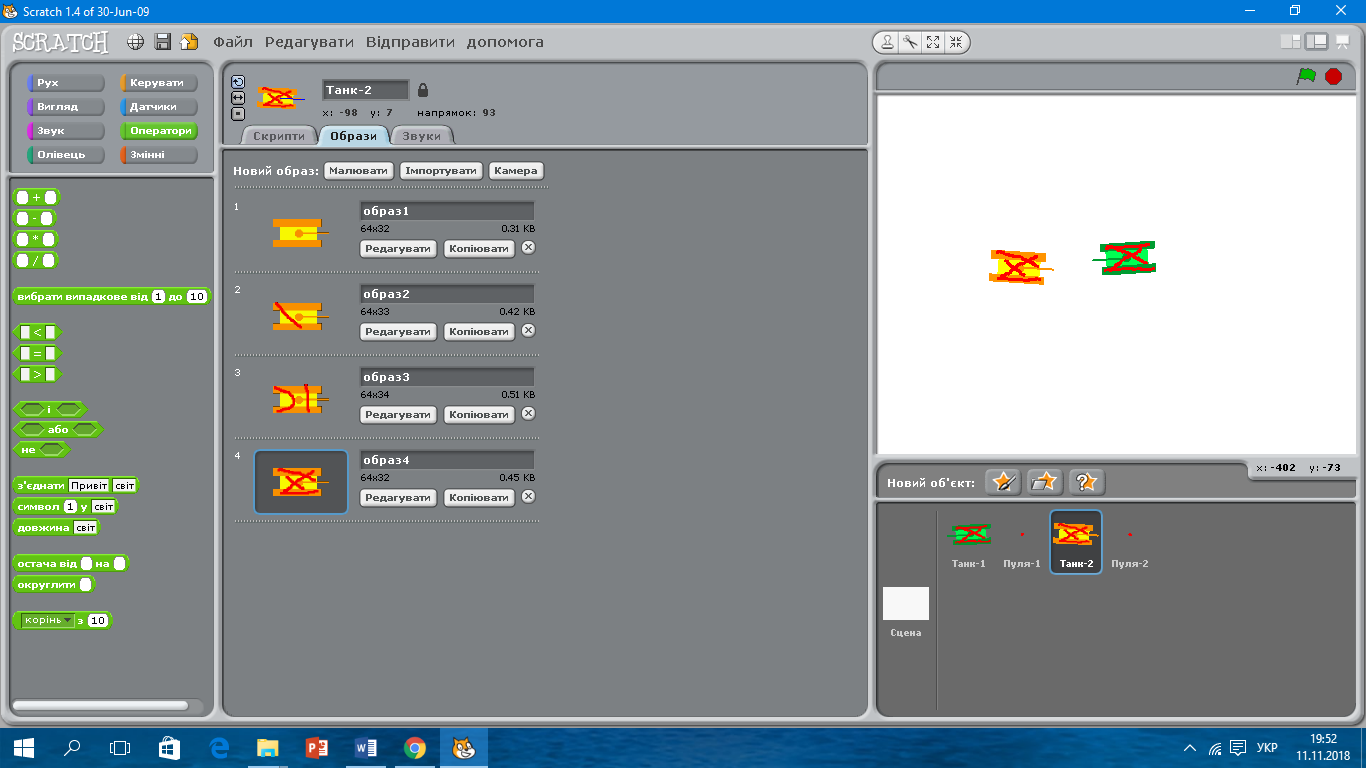 Scratch 1.4 of 30-Jun-09
SCRATCH Файл Редагувати Відправити допомога
Рух Керувати
Вигляд Датчики
Звук Оператори
Олівець Змінні
+
-
*
/
вибрати випадкове від 1 до 10
<
=
>
і
або
не
з'єднати Привіт світ
символ 1 у світ
довжина світ
остача від на
округлити
корінь з 10
Танк-2
x: -98 y: 7 напрямок: 93
Скрипти Образи Звуки
Новий образ: Малювати Імпортувати Камера
1 образ1
64x32 0.31 KB
Редагувати Копіювати
2 образ2
64x33 0.42 KB
Редагувати Копіювати
3 образ3
64x34 0.51 KB
Редагувати Копіювати
4 образ4
64x32 0.45 KB
Редагувати Копіювати
x: -402 y: -73
Новий об'єкт:
Танк-1 Пуля-1 Танк-2 Пуля-2
Сцена
УКР
19:52
11.11.2018